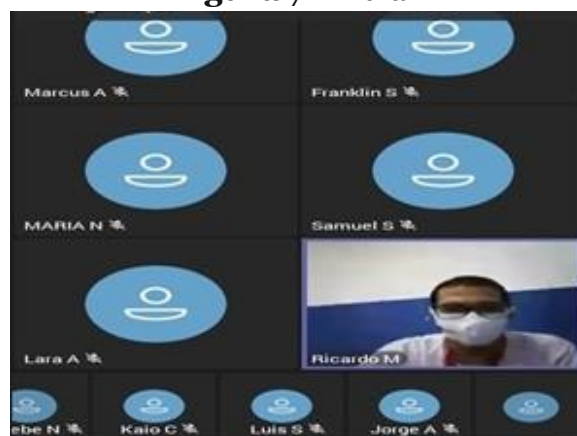 Marcus A
Franklin S
MARIA N
Samuel S
Lara A
Ricardo M
ebe N
Kaio C
Luis S
Jorge A